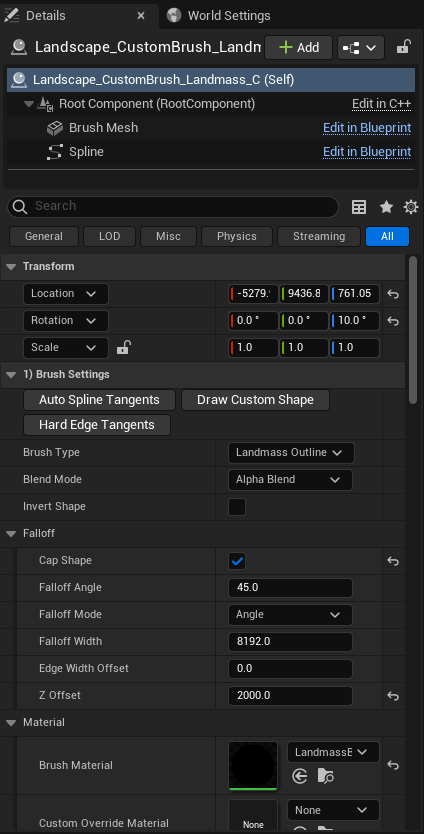 Details × World Settings
Landscape_CustomBrush_Landm + Add
Landscape_CustomBrush_Landmass_C (Self)
Root Component (RootComponent) Edit in C++
Brush Mesh Edit in Blueprint
Spline Edit in Blueprint
Search
General LOD Misc Physics Streaming All
Transform
Location -5279. 9436.8 761.05
Rotation 0.0 ° 0.0 ° 10.0 °
Scale 1.0 1.0 1.0
1) Brush Settings
Auto Spline Tangents Draw Custom Shape
Hard Edge Tangents
Brush Type Landmass Outline
Blend Mode Alpha Blend
Invert Shape
Falloff
Cap Shape
Falloff Angle 45.0
Falloff Mode Angle
Falloff Width 8192.0
Edge Width Offset 0.0
Z Offset 2000.0
Material
LandmassE
Brush Material
None
Custom Override Material None